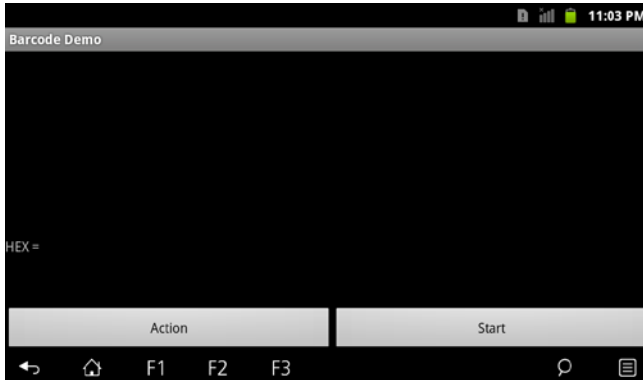 11:03 PM
Barcode Demo
HEX =
Action Start
F1 F2 F3